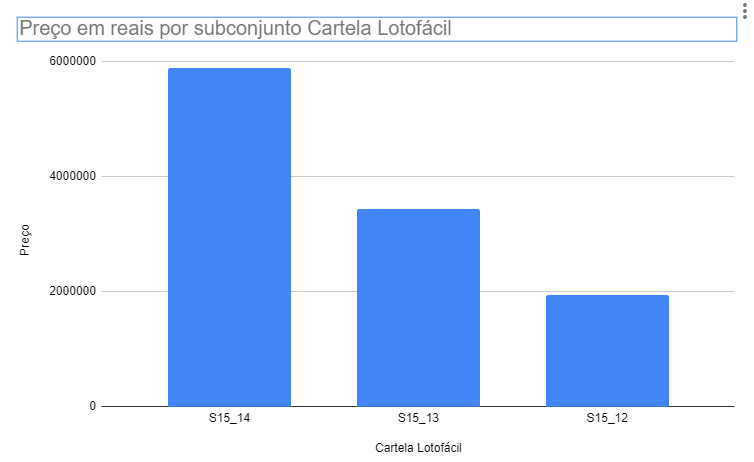 Preço em reais por subconjunto Cartela Lotofácil
6000000
4000000
2000000
0
Preço
S15_14 S15_13 S15_12
Cartela Lotofácil